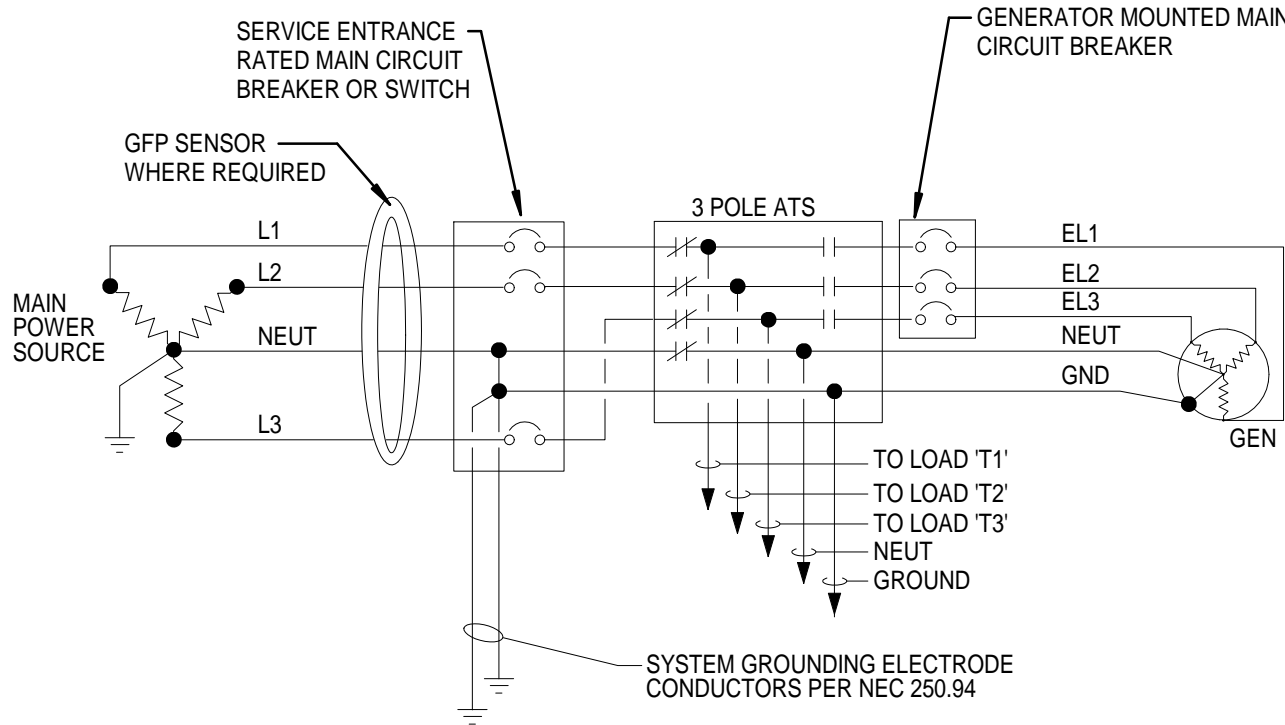 SERVICE ENTRANCE
RATED MAIN CIRCUIT
BREAKER OR SWITCH
GENERATOR MOUNTED MAIN
CIRCUIT BREAKER
GFP SENSOR
WHERE REQUIRED
3 POLE ATS
L1
EL1
L2
EL2
EL3
MAIN
POWER
SOURCE
NEUT
NEUT
GND
L3
GEN
TO LOAD 'T1'
TO LOAD 'T2'
TO LOAD 'T3'
NEUT
GROUND
SYSTEM GROUNDING ELECTRODE
CONDUCTORS PER NEC 250.94